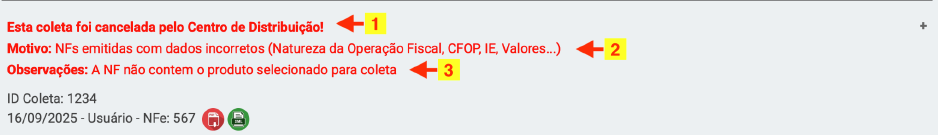 Esta coleta foi cancelada pelo Centro de Distribuição! 1
+
Motivo: NFs emitidas com dados incorretos (Natureza da Operação Fiscal, CFOP, IE, Valores...) 2
Observações: A NF não contem o produto selecionado para coleta 3
ID Coleta: 1234
16/09/2025 - Usuário - NFe: 567